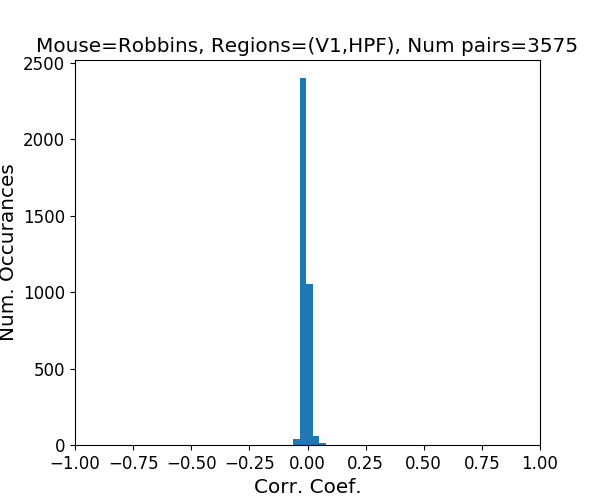 Mouse=Robbins, Regions=(V1,HPF), Num pairs=3575
2500
2000
1500
1000
500
0
Num. Occurances
−1.00 −0.75 −0.50 −0.25 0.00 0.25 0.50 0.75 1.00
Corr. Coef.